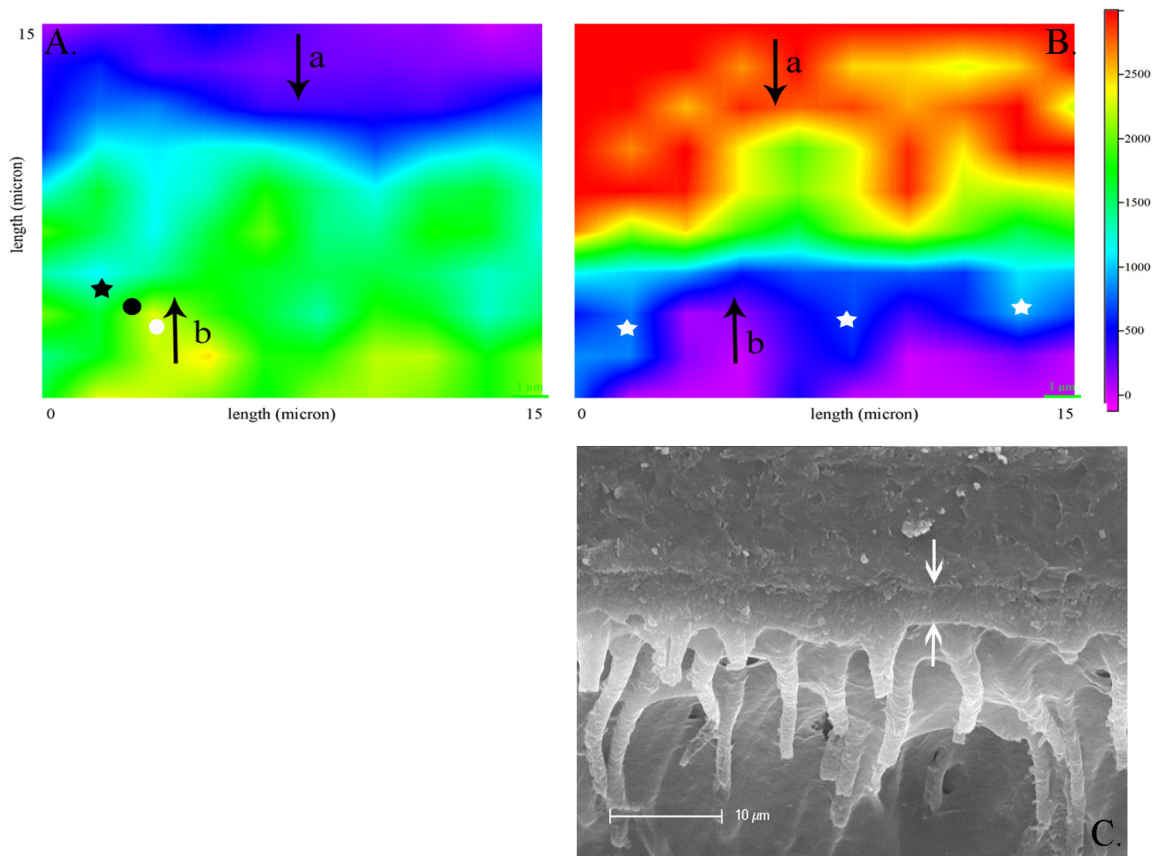 15
A.
a
length (micron)
b
1 μm
0
length (micron)
15
B.
a
b
1 μm
0
length (micron)
15
2500
2000
1500
1000
500
0
10 μm
C.